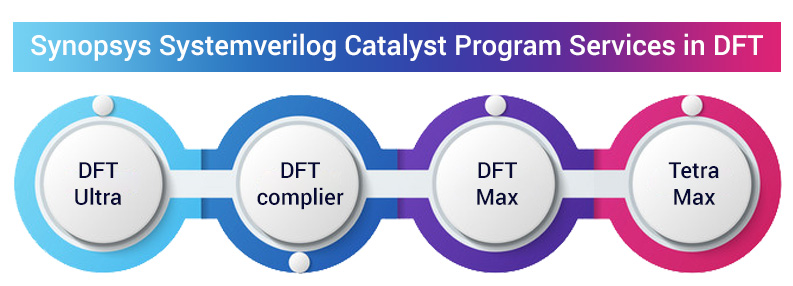 Synopsys Systemverilog Catalyst Program Services in DFT
DFT
Ultra
DFT
complier
DFT
Max
Tetra
Max